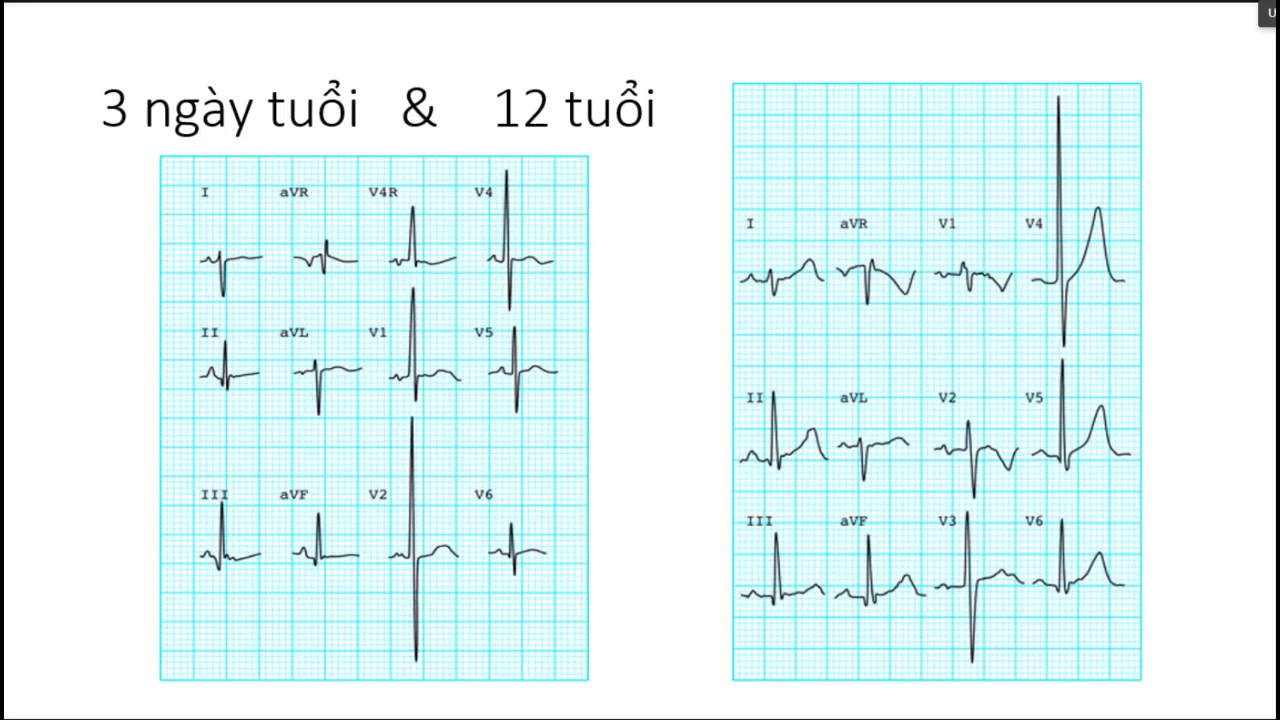 3 ngày tuổi & 12 tuổi
I aVR V4R V4
II aVL V1 V5
III aVF V2 V6
I aVR V1 V4
II aVL V2 V5
III aVF V3 V6